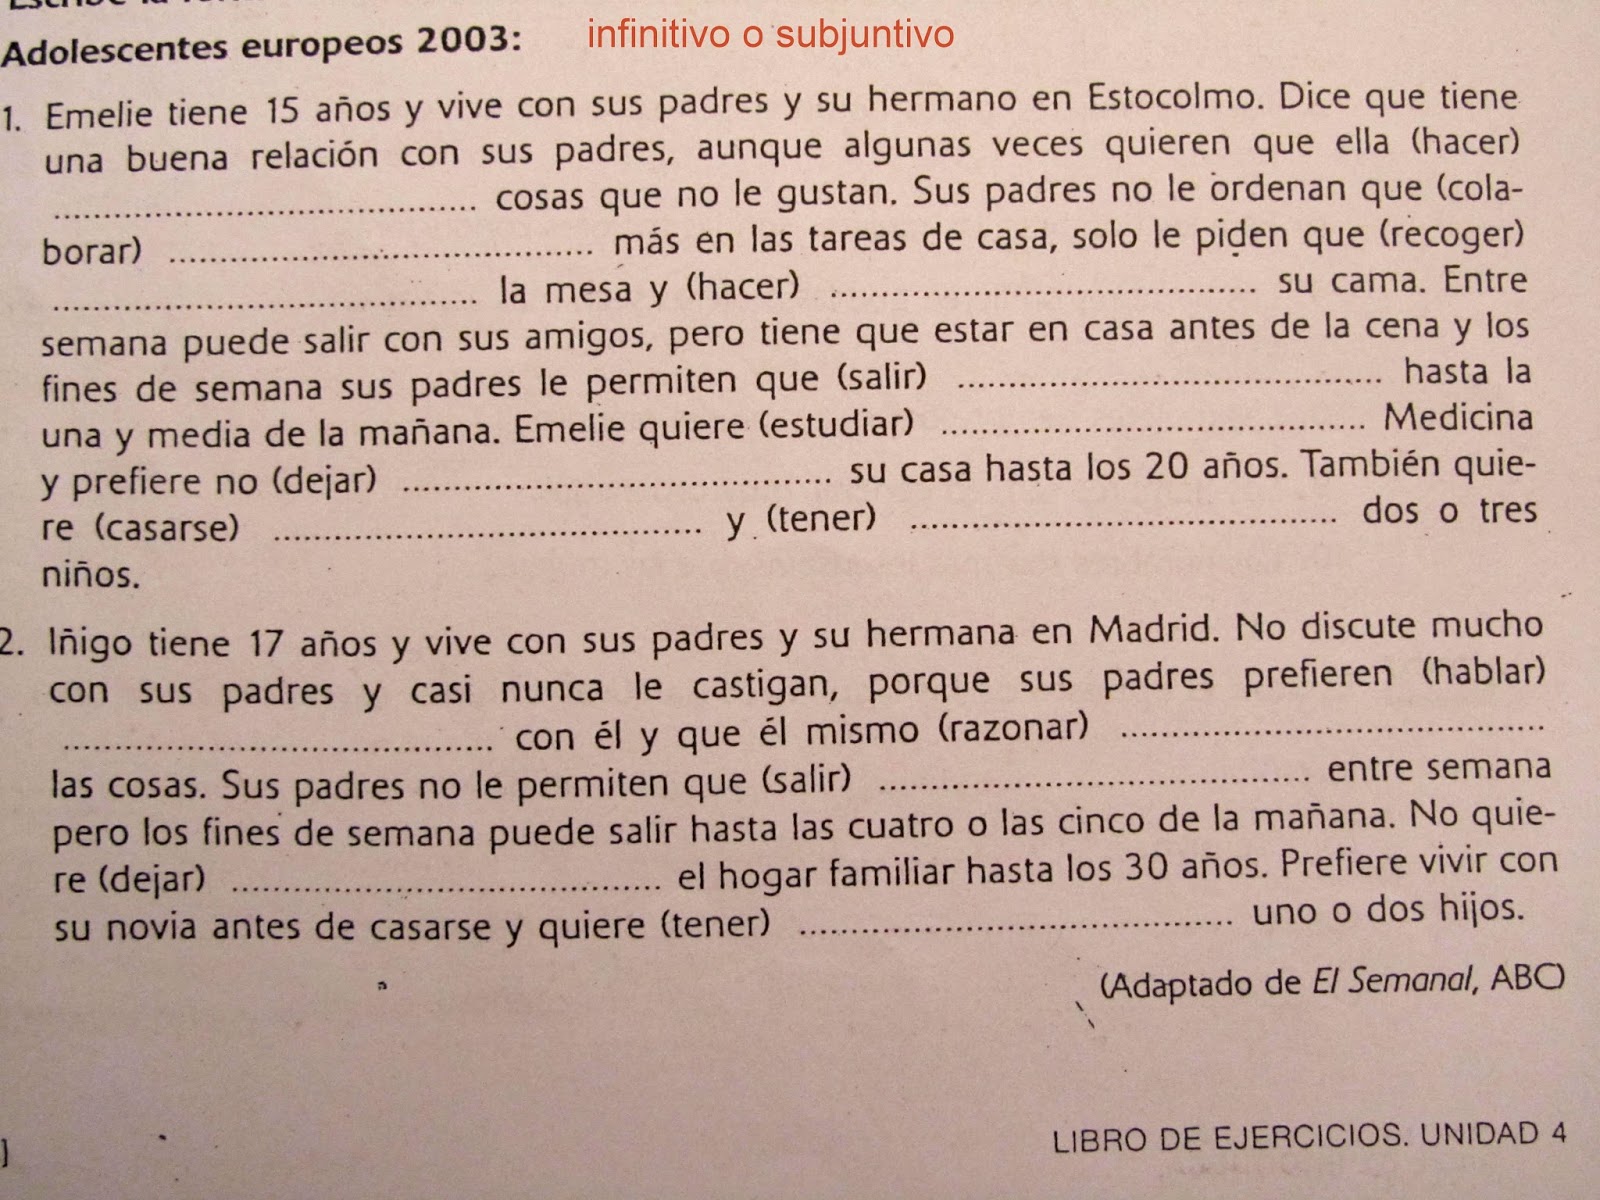 Adolescentes europeos 2003:
infinitivo o subjuntivo
1. Emelie tiene 15 años y vive con sus padres y su hermano en Estocolmo. Dice que tiene
una buena relación con sus padres, aunque algunas veces quieren que ella (hacer)
.......................................... cosas que no le gustan. Sus padres no le ordenan que (cola-
borar) .......................................... más en las tareas de casa, solo le piden que (recoger)
.......................................... la mesa y (hacer) .......................................... su cama. Entre
semana puede salir con sus amigos, pero tiene que estar en casa antes de la cena y los
fines de semana sus padres le permiten que (salir) .......................................... hasta la
una y media de la mañana. Emelie quiere (estudiar) .......................................... Medicina
y prefiere no (dejar) .......................................... su casa hasta los 20 años. También quie-
re (casarse) .......................................... y (tener) .......................................... dos o tres
niños.
2. Iñigo tiene 17 años y vive con sus padres y su hermana en Madrid. No discute mucho
con sus padres y casi nunca le castigan, porque sus padres prefieren (hablar)
.......................................... con él y que él mismo (razonar) ..........................................
las cosas. Sus padres no le permiten que (salir) .......................................... entre semana
pero los fines de semana puede salir hasta las cuatro o las cinco de la mañana. No quie-
re (dejar) .......................................... el hogar familiar hasta los 30 años. Prefiere vivir con
su novia antes de casarse y quiere (tener) .......................................... uno o dos hijos.
(Adaptado de El Semanal, ABC)
LIBRO DE EJERCICIOS. UNIDAD 4